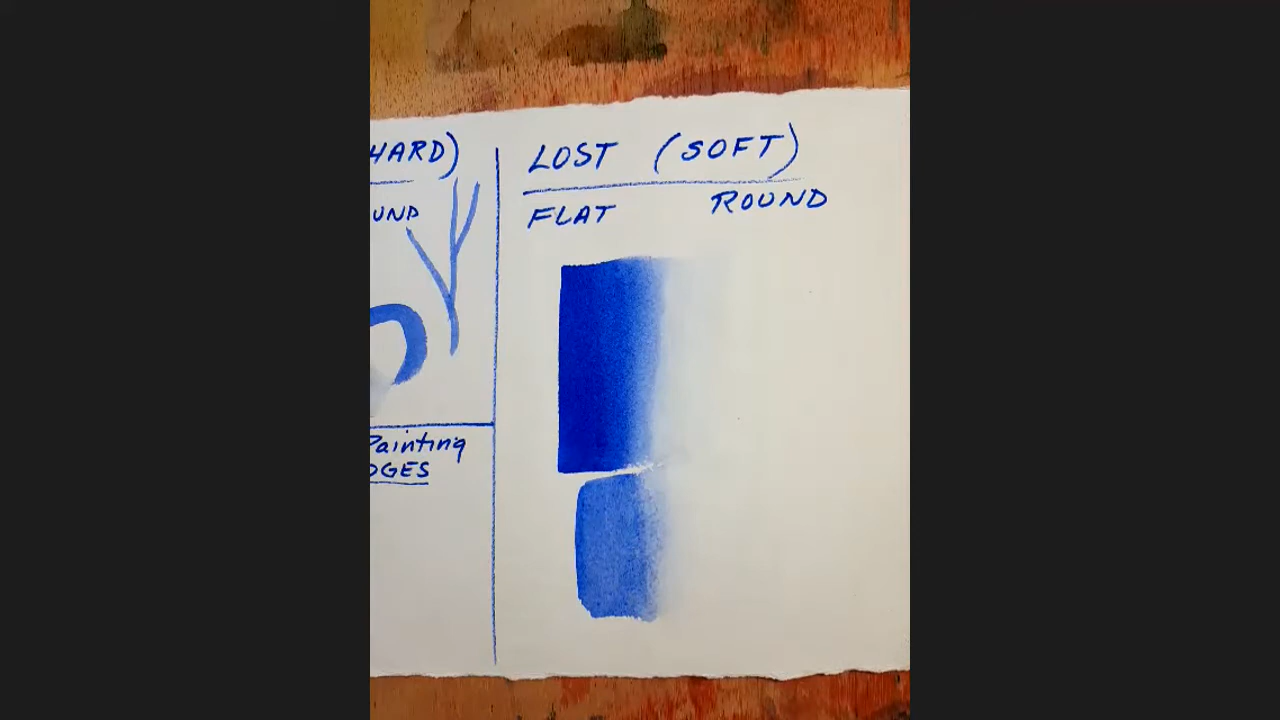 HARD)
UND
Painting
DGES
LOST (SOFT)
FLAT ROUND